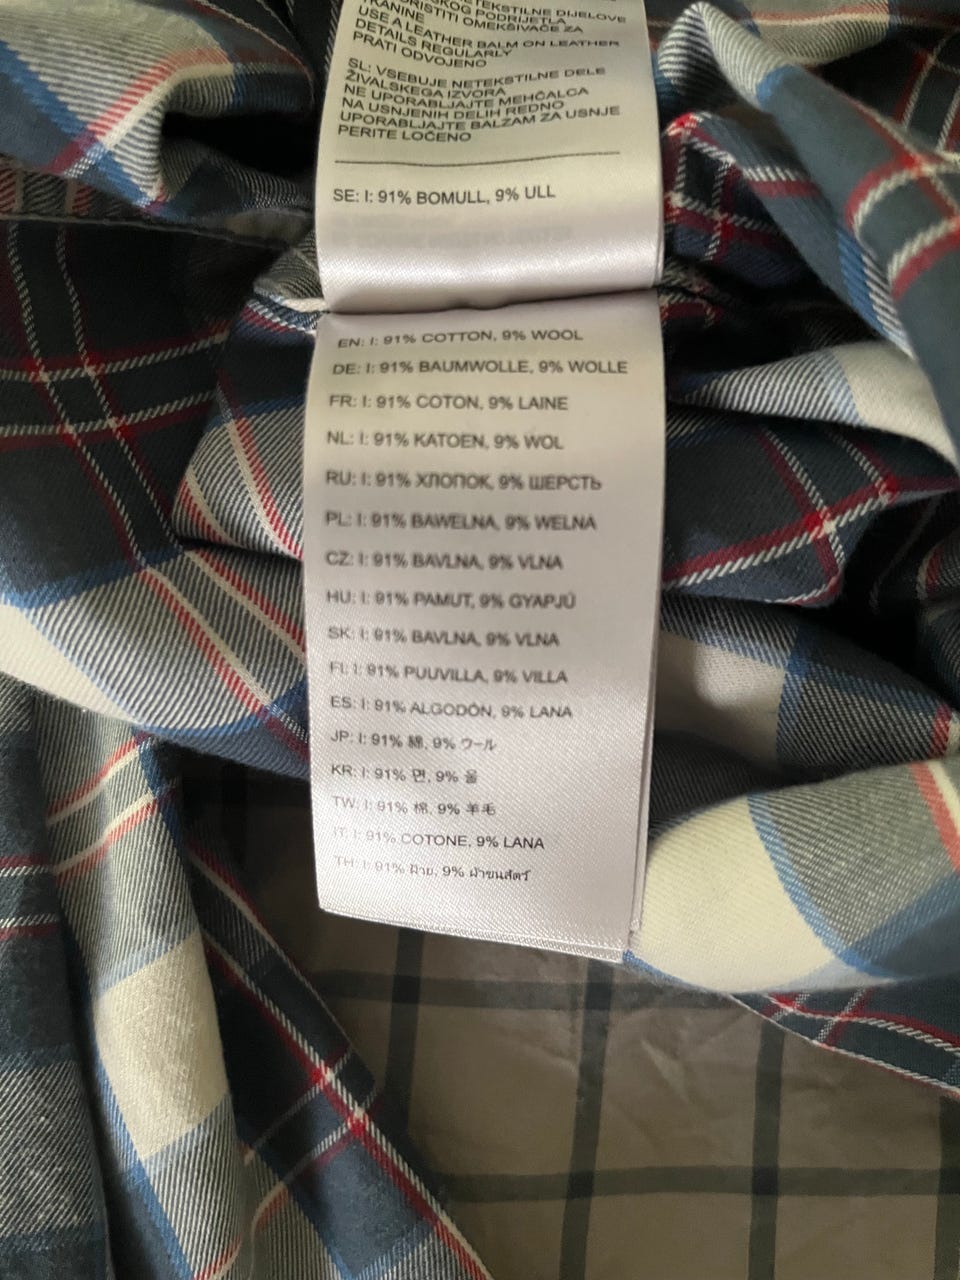 NETEKSTILNE DIJELOVE
SKOG PODRIJETLA
KORISTITI OMEKŠIVAČE ZA
TKANINE
USE A LEATHER BALM ON LEATHER
DETAILS REGULARLY
PRATI ODVOJENO
SL: VSEBUJE NETEKSTILNE DELE
ŽIVALSKEGA IZVORA
NE UPORABLJAJTE MEHČALCA
NA USNJENIH DELIH REDNO
UPORABLJAJTE BALZAM ZA USNJE
PERITE LOČENO
SE: I: 91% BOMULL, 9% ULL
EN: I: 91% COTTON, 9% WOOL
DE: I: 91% BAUMWOLLE, 9% WOLLE
FR: I: 91% COTON, 9% LAINE
NL: I: 91% KATOEN, 9% WOL
RU: I: 91% ХЛОПОК, 9% ШЕРСТЬ
PL: I: 91% BAWEŁNA, 9% WEŁNA
CZ: I: 91% BAVLNA, 9% VLNA
HU: I: 91% PAMUT, 9% GYAPJÚ
SK: I: 91% BAVLNA, 9% VLNA
FI: I: 91% PUUVILLA, 9% VILLA
ES: I: 91% ALGODÓN, 9% LANA
JP: I: 91% 綿, 9% ウール
KR: I: 91% 면, 9% 울
TW: I: 91% 棉, 9% 羊毛
IT: I: 91% COTONE, 9% LANA
TH: I: 91% ฝ้าย, 9% ผ้าขนสัตว์